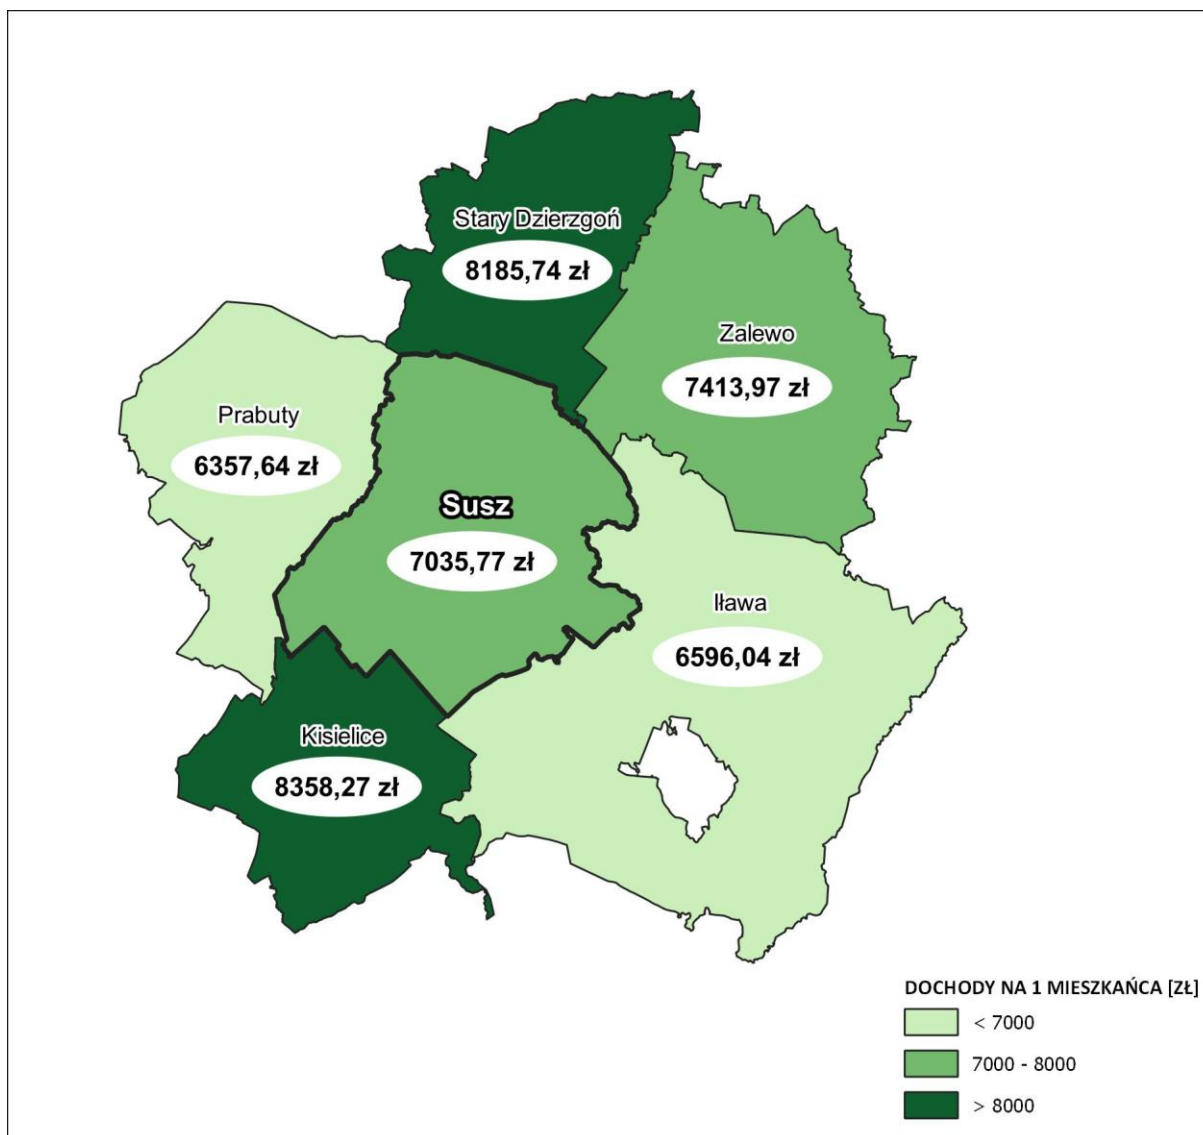 Stary Dzierzgoń
8185,74 zł
Zalewo
7413,97 zł
Prabuty
6357,64 zł
Susz
7035,77 zł
Iława
6596,04 zł
Kisielice
8358,27 zł
DOCHODY NA 1 MIESZKAŃCA [ZŁ]
< 7000
7000 - 8000
> 8000